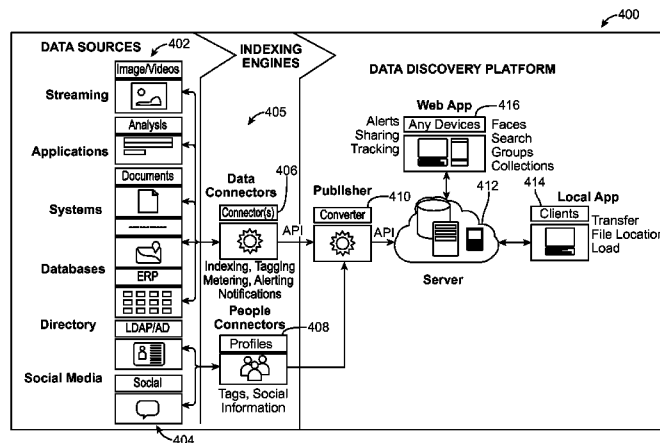 400
DATA SOURCES
INDEXING
ENGINES
DATA DISCOVERY PLATFORM
402
Image/Videos
Streaming
Analysis
Applications
Documents
Systems
Databases
ERP
Directory
LDAP/AD
Social Media
Social
404
405
Data
Connectors
406
Connector(s)
API
Indexing, Tagging
Metering, Alerting
Notifications
People
Connectors
408
Profiles
Tags, Social
Information
Publisher
410
Converter
API
Web App
416
Any Devices
Alerts
Sharing
Tracking
Faces
Search
Groups
Collections
412
Server
414
Local App
Clients
Transfer
File Location
Load